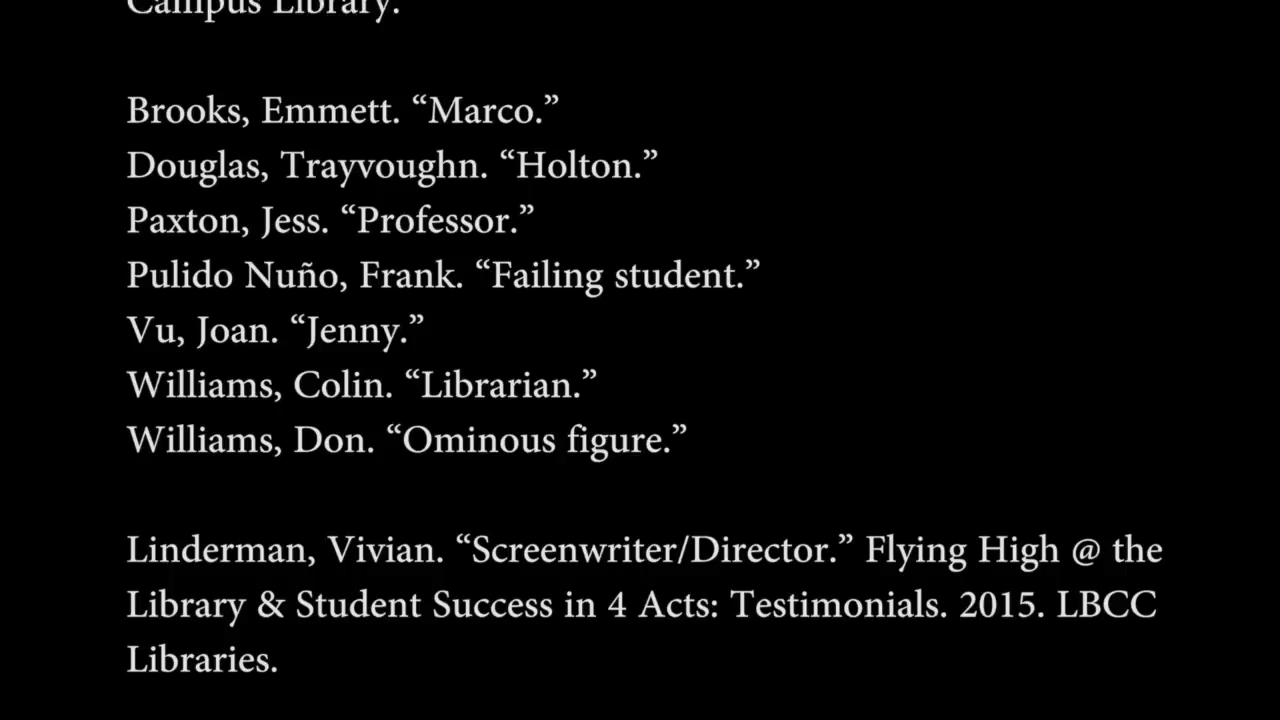 Campus Library.
Brooks, Emmett. “Marco.”
Douglas, Trayvoughn. “Holton.”
Paxton, Jess. “Professor.”
Pulido Nuño, Frank. “Failing student.”
Vu, Joan. “Jenny.”
Williams, Colin. “Librarian.”
Williams, Don. “Ominous figure.”
Linderman, Vivian. “Screenwriter/Director.” Flying High @ the
Library & Student Success in 4 Acts: Testimonials. 2015. LBCC
Libraries.